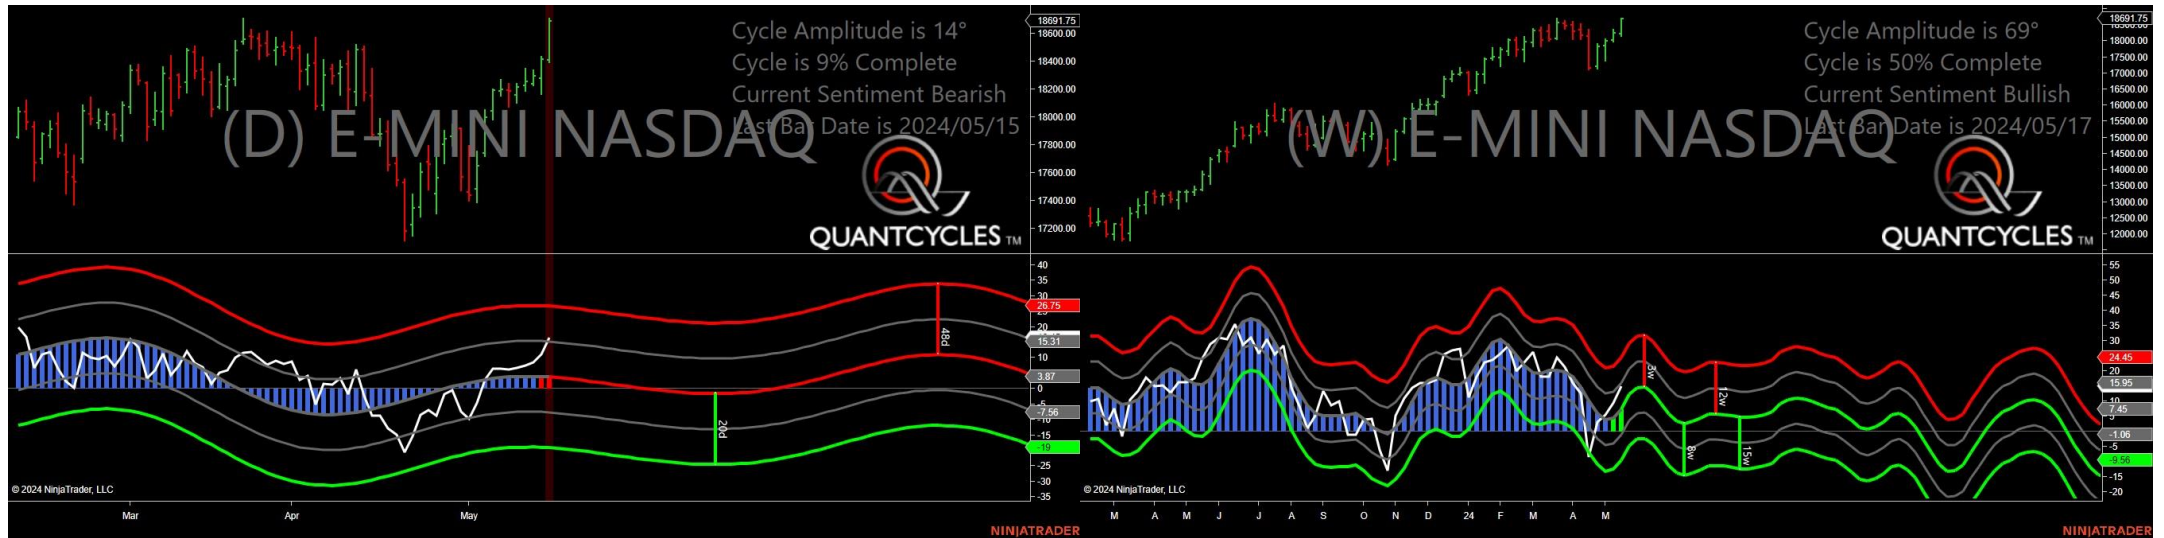 Cycle Amplitude is 14°
Cycle is 9% Complete
Current Sentiment Bearish
Last Bar Date is 2024/05/15
(D) E-MINI NASDAQ
QUANTCYCLES TM
18691.75
18600.00
18400.00
18200.00
18000.00
17800.00
17600.00
17400.00
17200.00
40
35
30
26.75
20
15.31
10
3.87
0
-5
-7.56
-10
-15
-19
-25
-30
-35
48d
20d
© 2024 NinjaTrader, LLC
Mar
Apr
May
NINJATRADER
Cycle Amplitude is 69°
Cycle is 50% Complete
Current Sentiment Bullish
Last Bar Date is 2024/05/17
(W) E-MINI NASDAQ
QUANTCYCLES TM
18691.75
18000.00
17500.00
17000.00
16500.00
16000.00
15500.00
15000.00
14500.00
14000.00
13500.00
13000.00
12500.00
12000.00
55
50
45
40
35
30
24.45
20
15.95
10
7.45
5
-1.06
-5
-9.56
-15
-20
3w
12w
8w
15w
© 2024 NinjaTrader, LLC
M A M J J A S O N D 24 F M A M
NINJATRADER